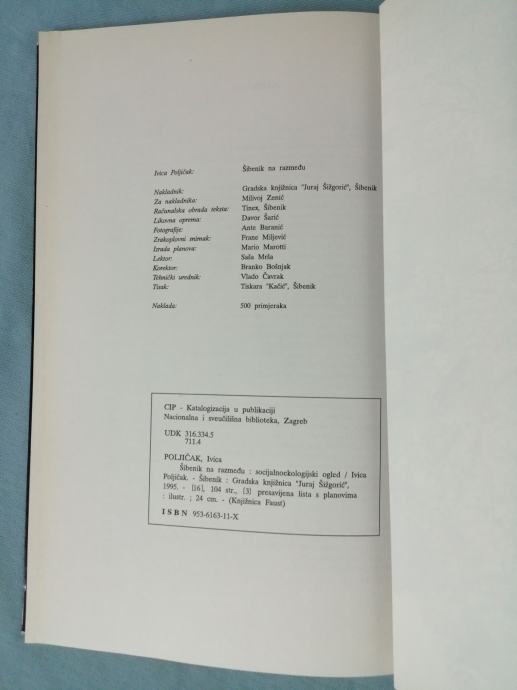 Ivica Poljičak: Šibenik na razmeđu
Nakladnik: Gradska knjižnica "Juraj Šižgorić", Šibenik
Za nakladnika: Milivoj Zenić
Računalska obrada teksta: Tinex, Šibenik
Likovna oprema: Davor Šarić
Fotografije: Ante Baranić
Zrakoplovni snimak: Frane Miljević
Izrada planova: Mario Marotti
Lektor: Saša Mrša
Korektor: Branko Bošnjak
Tehnički urednik: Vlado Čavrak
Tisak: Tiskara "Kačić", Šibenik
Naklada: 500 primjeraka
CIP - Katalogizacija u publikaciji
Nacionalna i sveučilišna biblioteka, Zagreb
UDK 316.334.5
711.4
POLJIČAK, Ivica
Šibenik na razmeđu : socijalnoekologijski ogled / Ivica
Poljičak. - Šibenik : Gradska knjižnica "Juraj Šižgorić",
1995. - [16], 104 str., [3] presavijena lista s planovima
: ilustr. ; 24 cm. - (Knjižnica Faust)
ISBN 953-6163-11-X